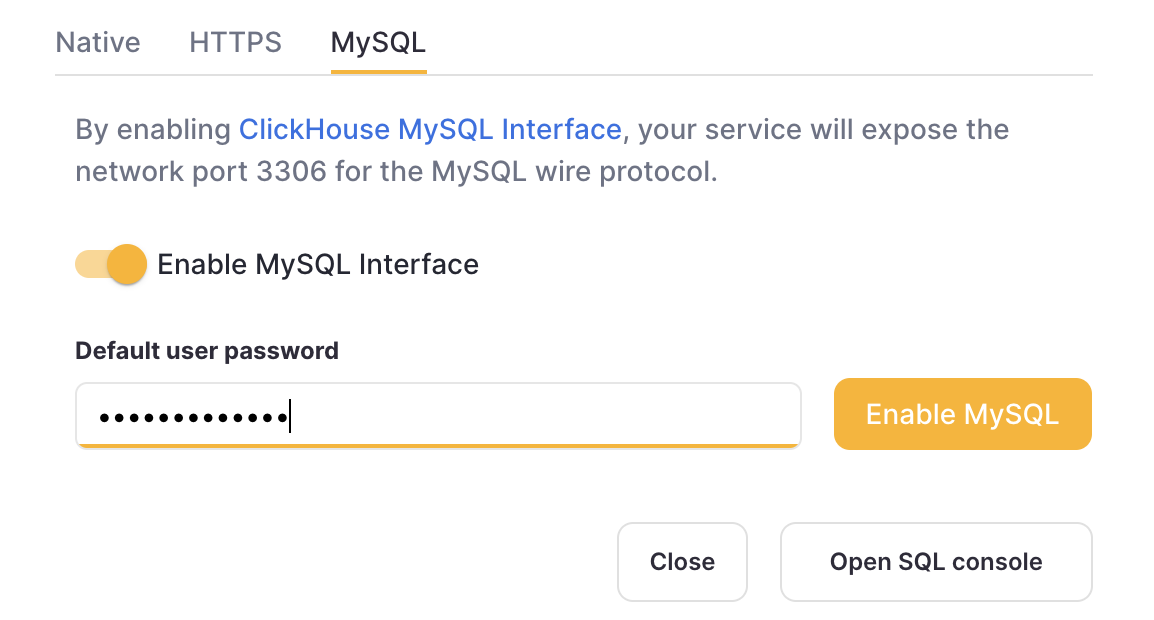 Native HTTPS MySQL
By enabling ClickHouse MySQL Interface, your service will expose the
network port 3306 for the MySQL wire protocol.
Enable MySQL Interface
Default user password
•••••••••••••
Enable MySQL
Close Open SQL console